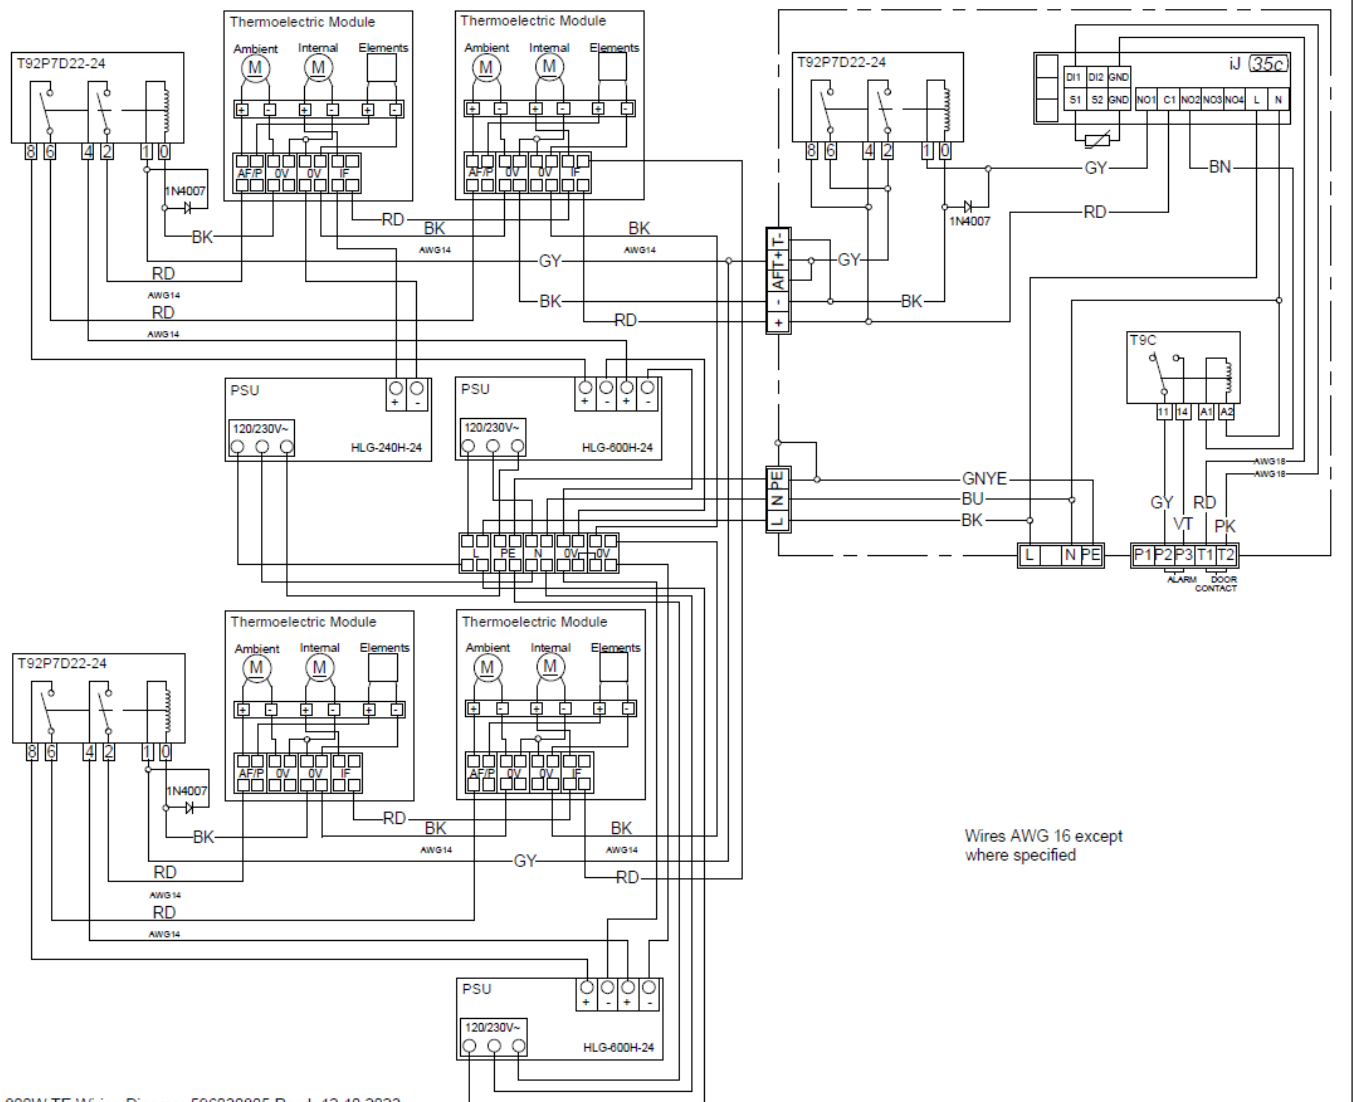 Thermoelectric Module
Ambient Internal Elements
M M
+ - + - + -
AF/P 0V 0V IF
Thermoelectric Module
Ambient Internal Elements
M M
+ - + - + -
AF/P 0V 0V IF
T92P7D22-24
8 6 4 2 1 0
1N4007
BK
RD
AWG14
RD
AWG14
RD
BK
AWG14
BK
AWG14
GY
BK
RD
T92P7D22-24
8 6 4 2 1 0
1N4007
iJ 35c
DI1 DI2 GND
S1 S2 GND NO1 C1 NO2 NO3 NO4 L N
GY
BN
RD
T-
T+
AF
-
+
GY
BK
PSU
+ -
120/230V~
HLG-240H-24
PSU
+ - + -
120/230V~
HLG-600H-24
T9C
11 14 A1 A2
AWG18
AWG18
PE
N
L
GNYE
BU
BK
GY RD
VT PK
L N PE
P1 P2 P3 T1 T2
ALARM DOOR
CONTACT
L PE N 0V 0V
T92P7D22-24
8 6 4 2 1 0
1N4007
BK
RD
AWG14
RD
AWG14
Thermoelectric Module
Ambient Internal Elements
M M
+ - + - + -
AF/P 0V 0V IF
Thermoelectric Module
Ambient Internal Elements
M M
+ - + - + -
AF/P 0V 0V IF
RD
BK
AWG14
BK
AWG14
GY
RD
Wires AWG 16 except
where specified
PSU
+ - + -
120/230V~
HLG-600H-24